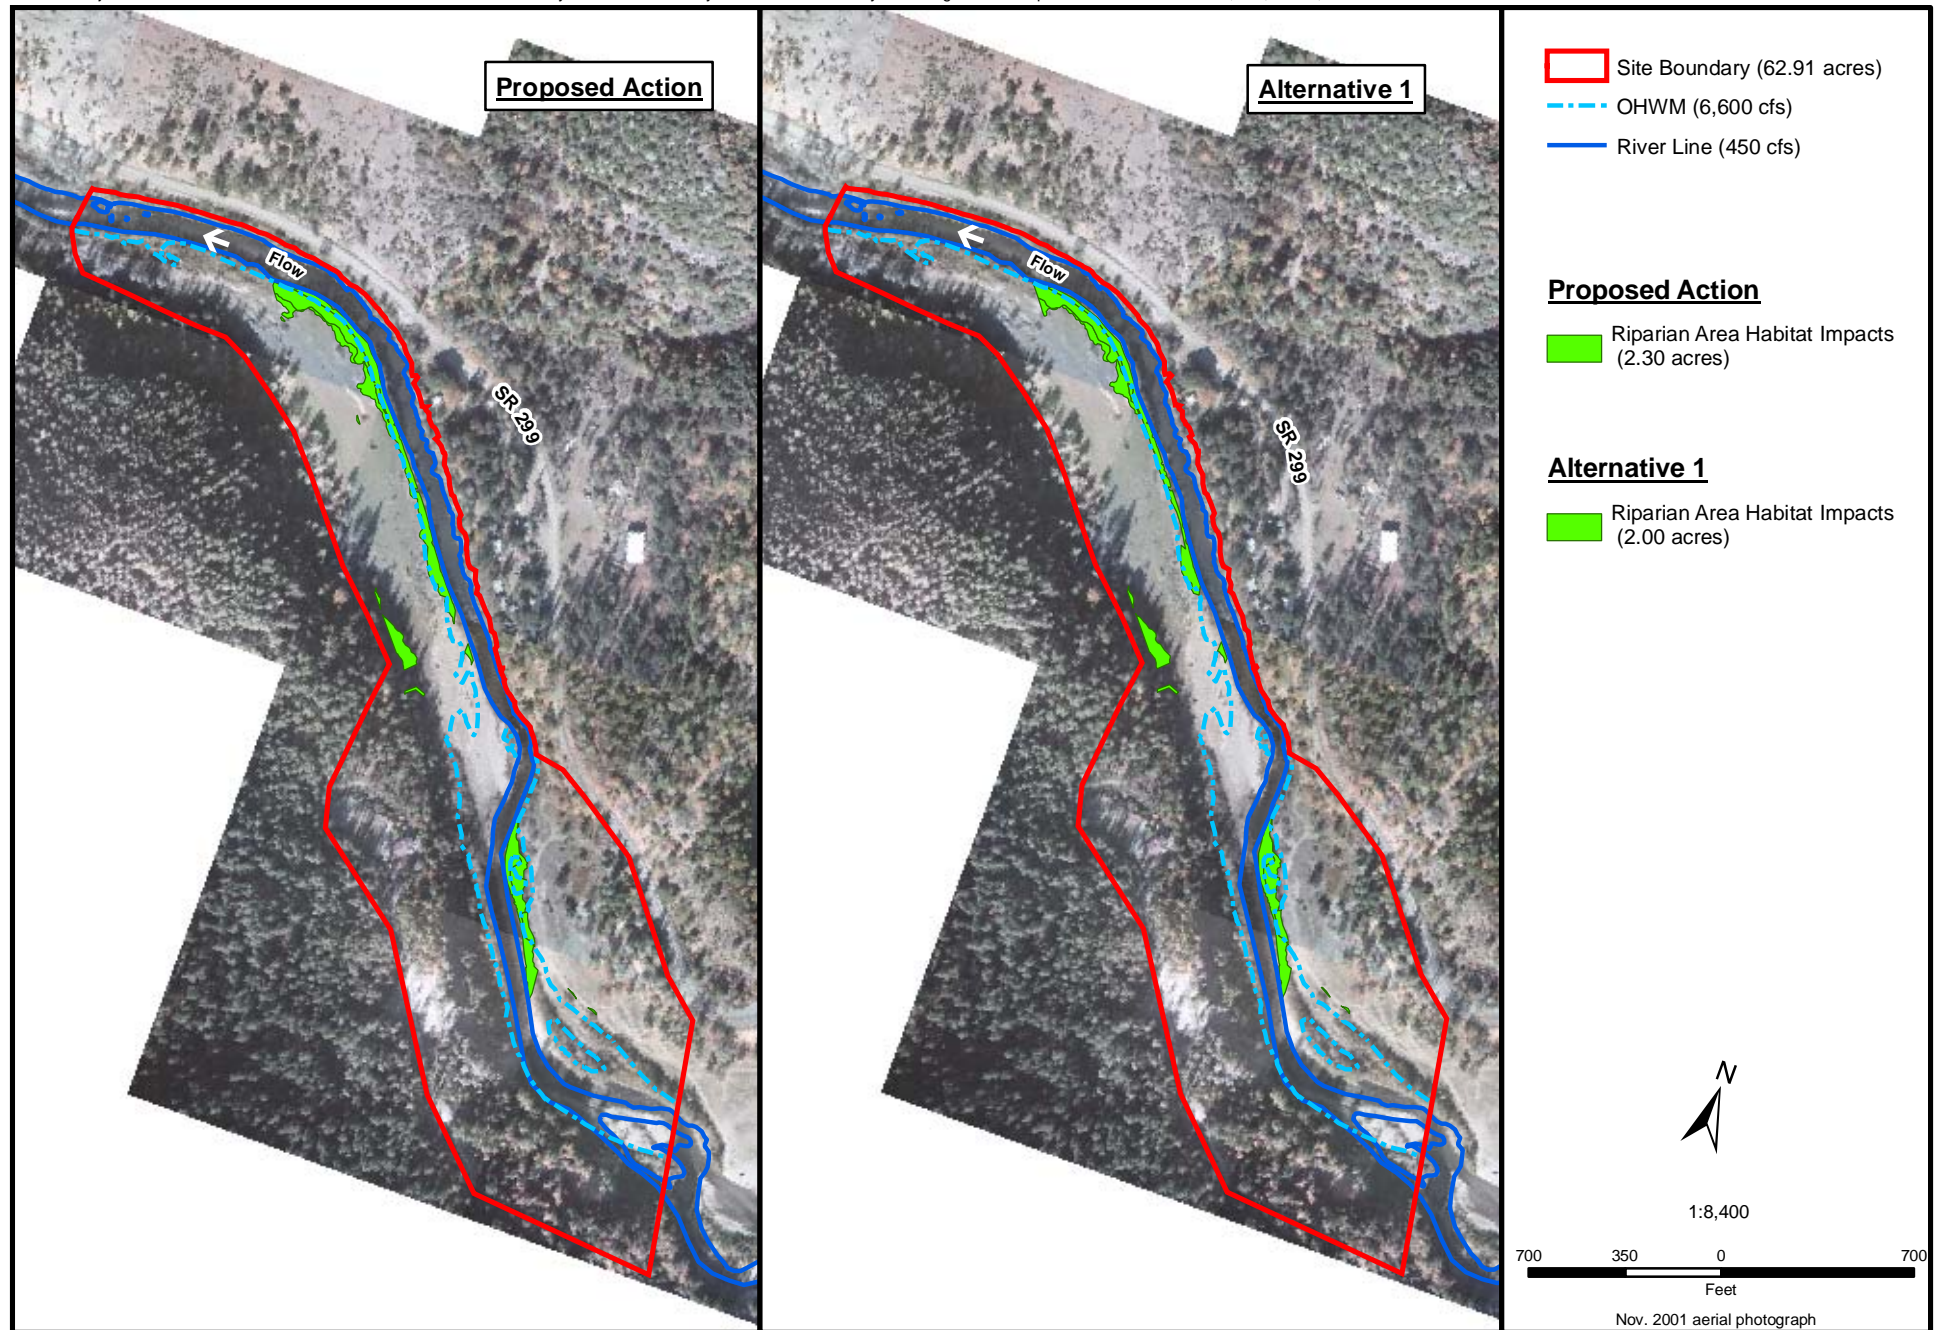 Proposed Action
Flow
SR 299
Alternative 1
Flow
SR 299
Site Boundary (62.91 acres)
OHWM (6,600 cfs)
River Line (450 cfs)
Proposed Action
Riparian Area Habitat Impacts
(2.30 acres)
Alternative 1
Riparian Area Habitat Impacts
(2.00 acres)
N
1:8,400
700 350 0 700
Feet
Nov. 2001 aerial photograph